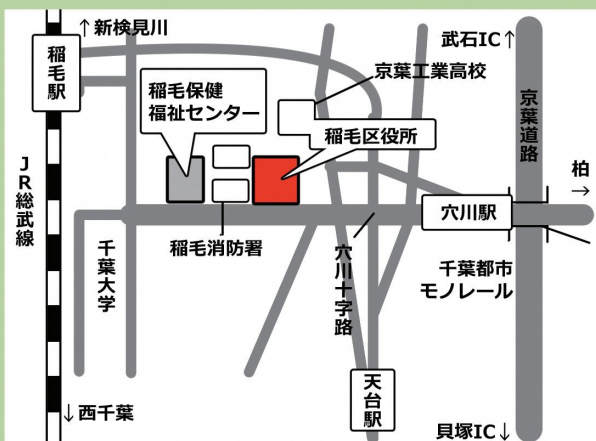 ↑新検見川
武石IC↑
稲毛駅
京葉工業高校
稲毛保健
福祉センター
京葉道路
稲毛区役所
JR総武線
柏
→
穴川駅
稲毛消防署
千葉大学
穴川十字路
千葉都市
モノレール
天台駅
↓西千葉
貝塚IC↓